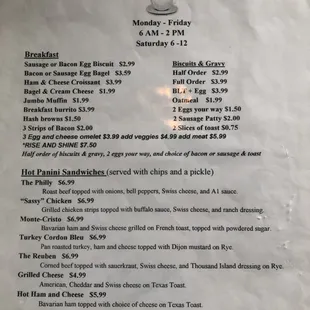 Monday - Friday
6 AM - 2 PM
Saturday 6 -12
Breakfast
Sausage or Bacon Egg Biscuit $2.99
Bacon or Sausage Egg Bagel $3.59
Ham & Cheese Croissant $3.99
Bagel & Cream Cheese $1.99
Jumbo Muffin $1.99
Breakfast burrito $3.99
Hash browns $1.50
3 Strips of Bacon $2.00
Biscuits & Gravy
Half Order $2.99
Full Order $3.99
BLT + Egg $3.99
Oatmeal $1.99
2 Eggs your way $1.50
2 Sausage Patty $2.00
2 Slices of toast $0.75
3 Egg and cheese omelet $3.99 add veggies $4.99 add meat $5.99
*RISE AND SHINE $7.50
Half order of biscuits & gravy, 2 eggs your way, and choice of bacon or sausage & toast
Hot Panini Sandwiches (served with chips and a pickle)
The Philly $6.99
Roast beef topped with onions, bell peppers, Swiss cheese, and A1 sauce.
"Sassy" Chicken $6.99
Grilled chicken strips topped with buffalo sauce, Swiss cheese, and ranch dressing.
Monte-Cristo $6.99
Bavarian ham and Swiss cheese grilled on French toast, topped with powdered sugar.
Turkey Cordon Bleu $6.99
Pan roasted turkey, ham and cheese topped with Dijon mustard on Rye.
The Reuben $6.99
Corned beef topped with sauerkraut, Swiss cheese, and Thousand Island dressing on Rye.
Grilled Cheese $4.99
American, Cheddar and Swiss cheese on Texas Toast.
Hot Ham and Cheese $5.99
Bavarian ham topped with choice of cheese on Texas Toast.